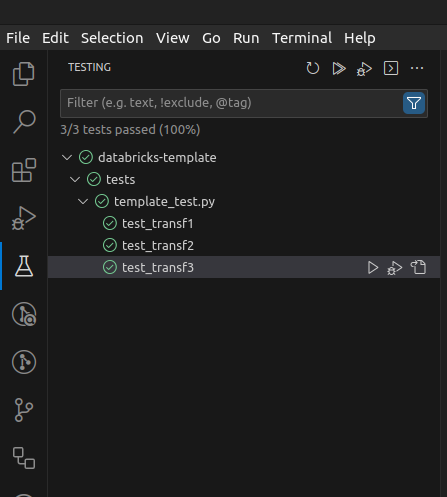 File Edit Selection View Go Run Terminal Help
TESTING
Filter (e.g. text, !exclude, @tag)
3/3 tests passed (100%)
databricks-template
tests
template_test.py
test_transf1
test_transf2
test_transf3